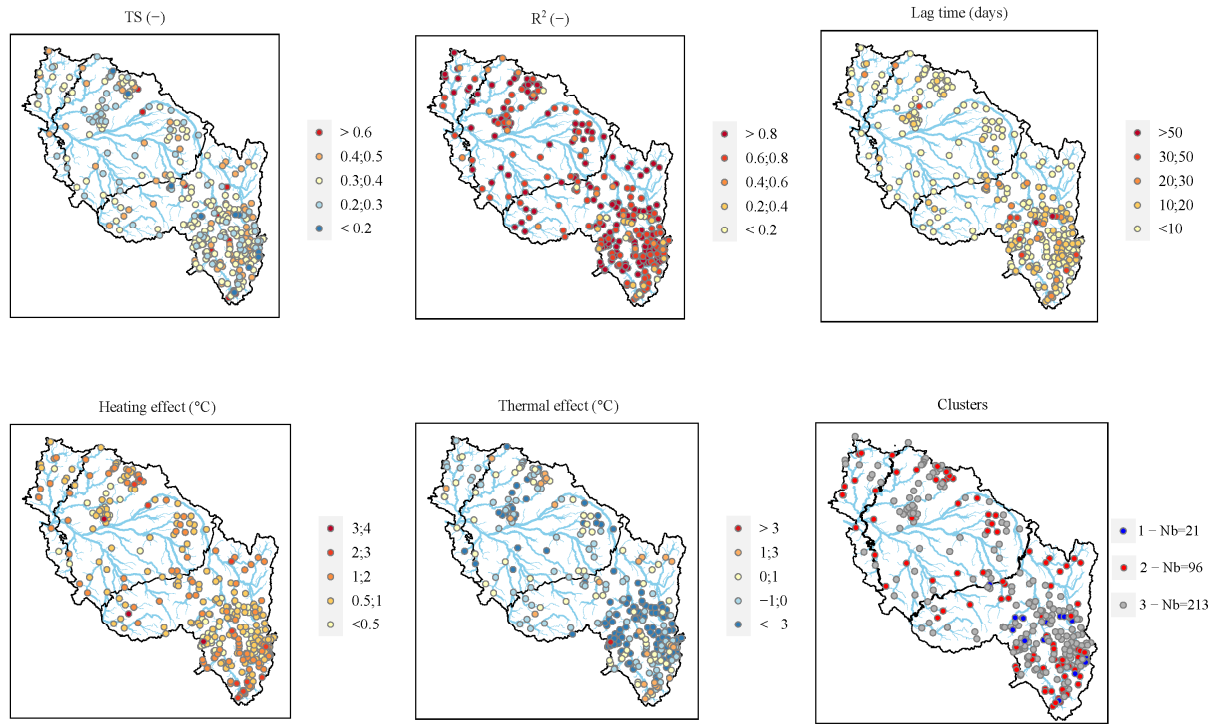 TS (−)
R² (−)
Lag time (days)
> 0.6
0.4;0.5
0.3;0.4
0.2;0.3
< 0.2
> 0.8
0.6;0.8
0.4;0.6
0.2;0.4
< 0.2
>50
30;50
20;30
10;20
<10
Heating effect (°C)
Thermal effect (°C)
Clusters
3;4
2;3
1;2
0.5;1
<0.5
> 3
1;3
0;1
−1;0
< 3
1 − Nb=21
2 − Nb=96
3 − Nb=213